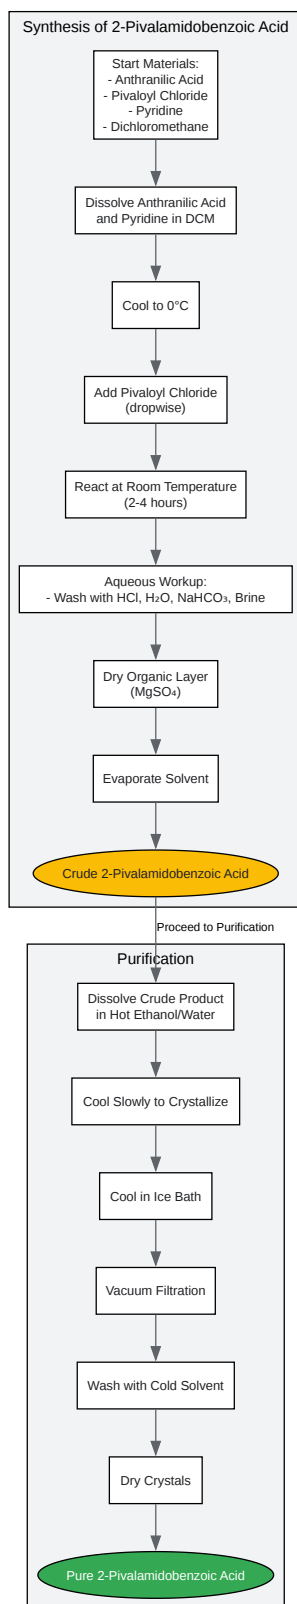 Synthesis of 2-Pivalamidobenzoic Acid
Start Materials:
- Anthranilic Acid
- Pivaloyl Chloride
- Pyridine
- Dichloromethane
Dissolve Anthranilic Acid
and Pyridine in DCM
Cool to 0°C
Add Pivaloyl Chloride
(dropwise)
React at Room Temperature
(2-4 hours)
Aqueous Workup:
- Wash with HCl, H₂O, NaHCO₃, Brine
Dry Organic Layer
(MgSO₄)
Evaporate Solvent
Crude 2-Pivalamidobenzoic Acid
Proceed to Purification
Purification
Dissolve Crude Product
in Hot Ethanol/Water
Cool Slowly to Crystallize
Cool in Ice Bath
Vacuum Filtration
Wash with Cold Solvent
Dry Crystals
Pure 2-Pivalamidobenzoic Acid